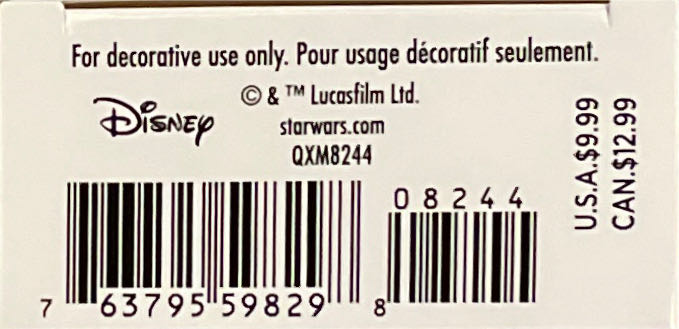 For decorative use only. Pour usage décoratif seulement.
© & ™ Lucasfilm Ltd.
Disney
starwars.com
QXM8244
U.S.A.$9.99
CAN.$12.99
08244
7 63795 59829 8